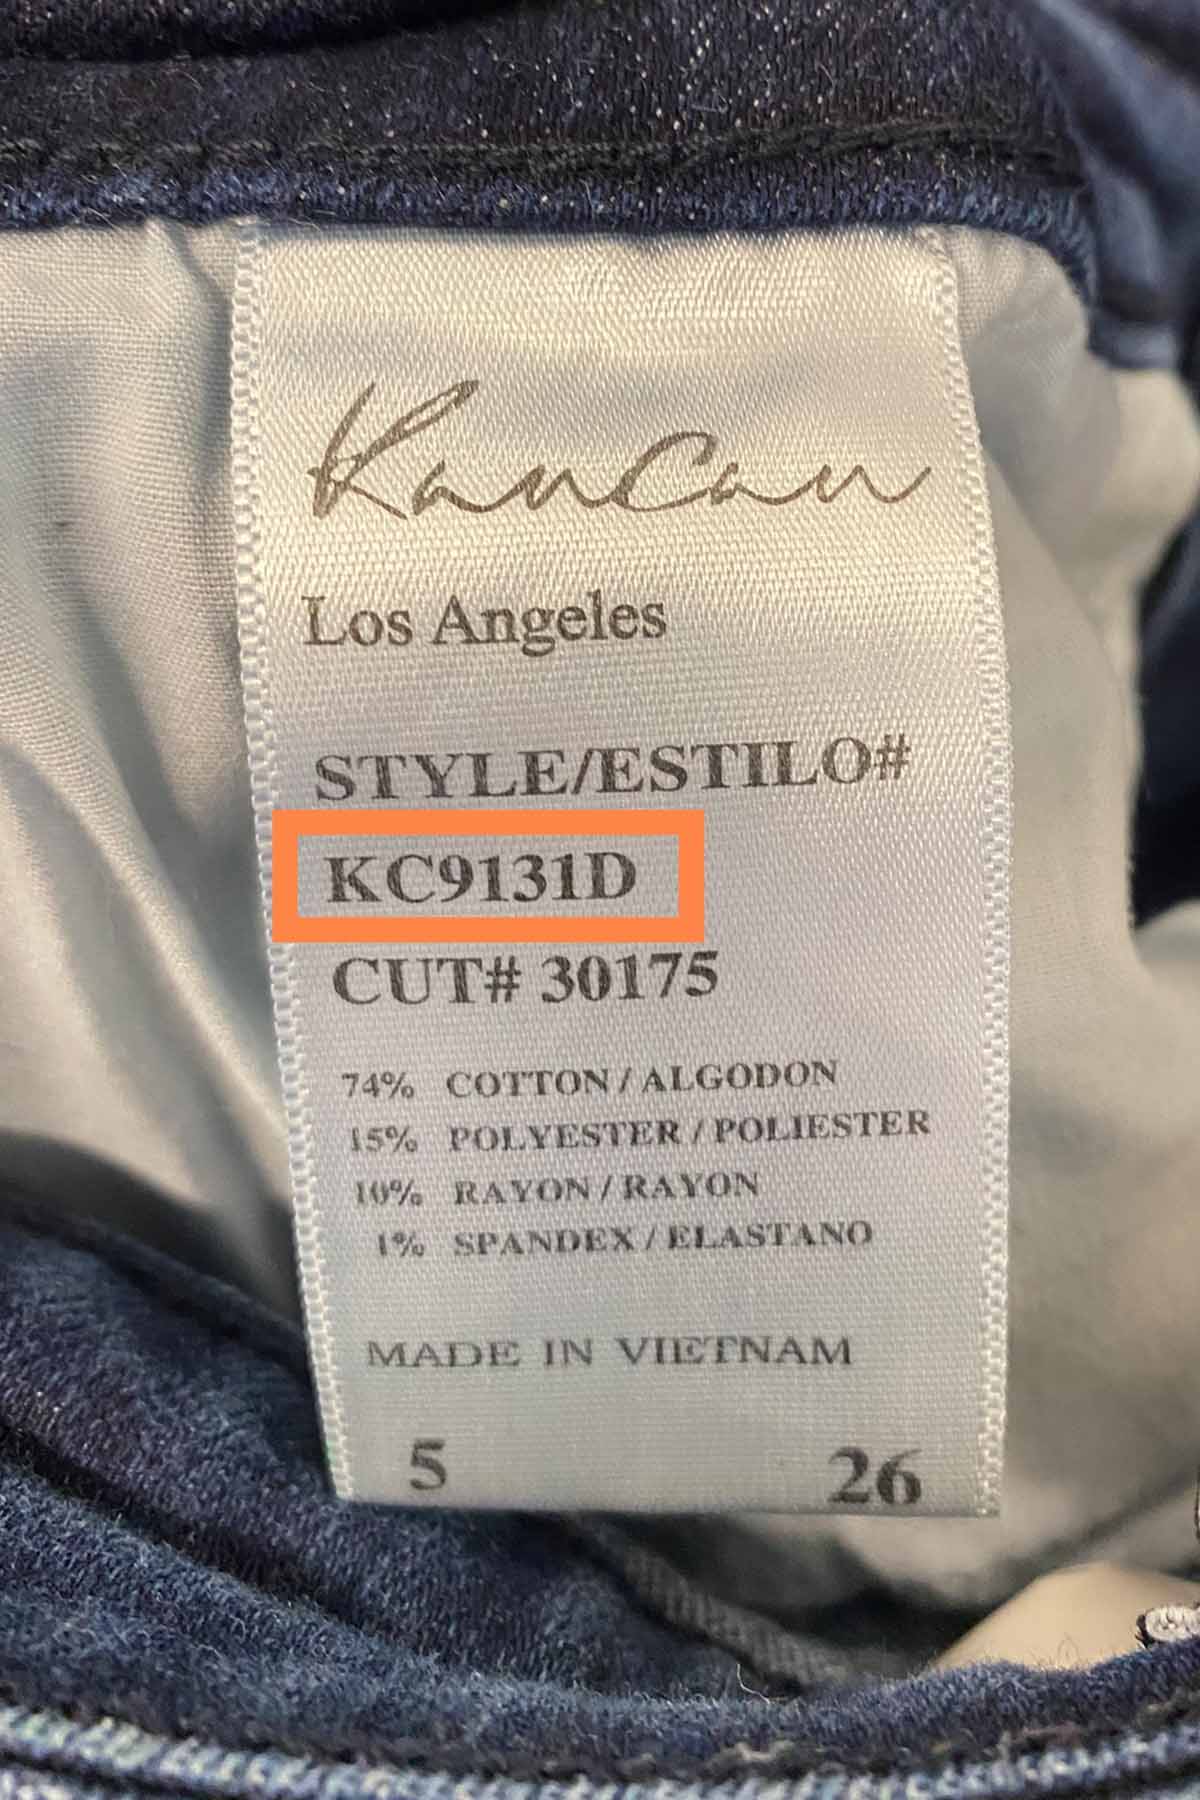 KanCan
Los Angeles
STYLE/ESTILO#
KC9131D
CUT# 30175
74% COTTON / ALGODON
15% POLYESTER / POLIESTER
10% RAYON / RAYON
1% SPANDEX / ELASTANO
MADE IN VIETNAM
5 26